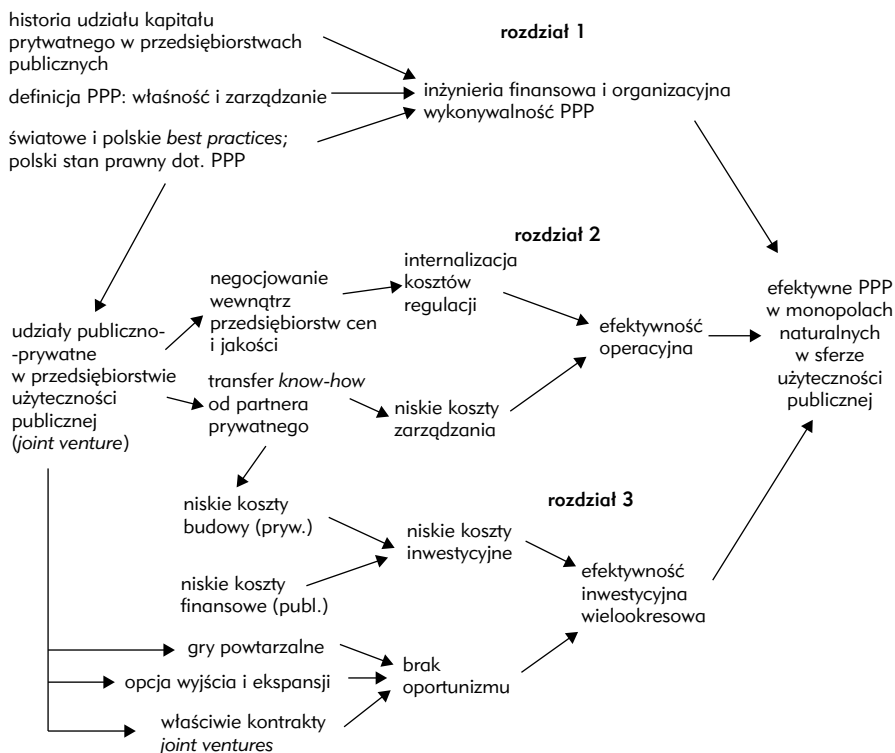 historia udziału kapitału
prytwatnego w przedsiębiorstwach
publicznych
rozdział 1
definicja PPP: własność i zarządzanie
inżynieria finansowa i organizacyjna
wykonywalność PPP
światowe i polskie best practices;
polski stan prawny dot. PPP
rozdział 2
udziały publiczno-
-prywatne
w przedsiębiorstwie
użyteczności
publicznej
(joint venture)
negocjowanie
wewnątrz
przedsiębiorstw cen
i jakości
internalizacja
kosztów
regulacji
transfer know-how
od partnera
prywatnego
niskie koszty
zarządzania
efektywność
operacyjna
efektywne PPP
w monopolach
naturalnych
w sferze
użyteczności
publicznej
rozdział 3
niskie koszty
budowy (pryw.)
niskie koszty
finansowe (publ.)
niskie koszty
inwestycyjne
efektywność
inwestycyjna
wielookresowa
gry powtarzalne
opcja wyjścia i ekspansji
właściwie kontrakty
joint ventures
brak
oportunizmu